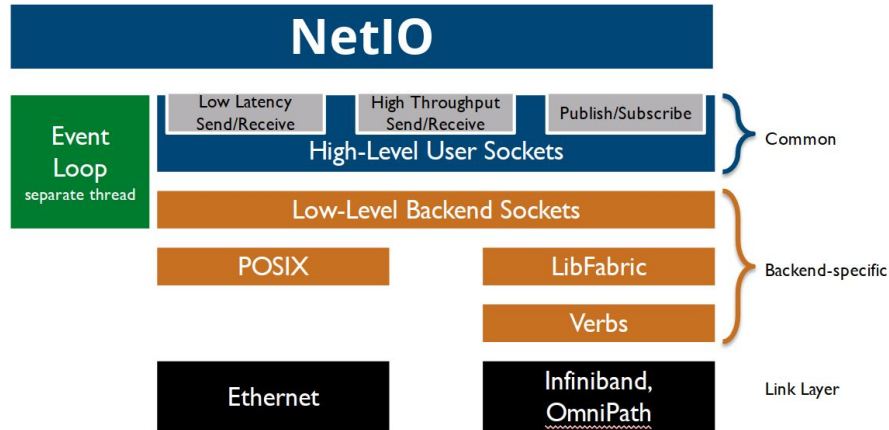 NetIO
Event
Loop
separate thread
Low Latency
Send/Receive
High Throughput
Send/Receive
Publish/Subscribe
High-Level User Sockets
Common
Low-Level Backend Sockets
POSIX
LibFabric
Verbs
Backend-specific
Ethernet
Infiniband,
OmniPath
Link Layer